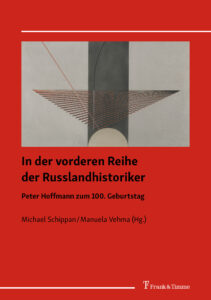 In der vorderen Reihe
der Russlandhistoriker
Peter Hoffmann zum 100. Geburtstag
Michael Schippan / Manuela Vehma (Hg.)
Frank & Timme